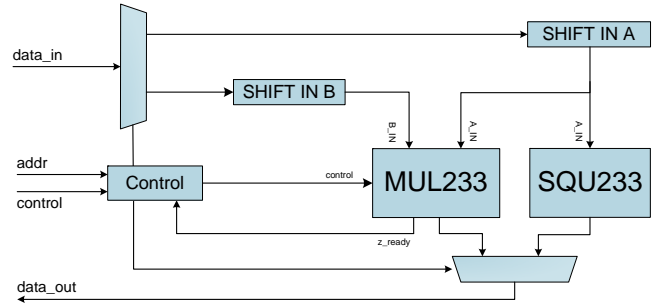 SHIFT IN A
data_in
SHIFT IN B
B_IN
A_IN
A_IN
addr
Control
control
MUL233
SQU233
control
z_ready
data_out